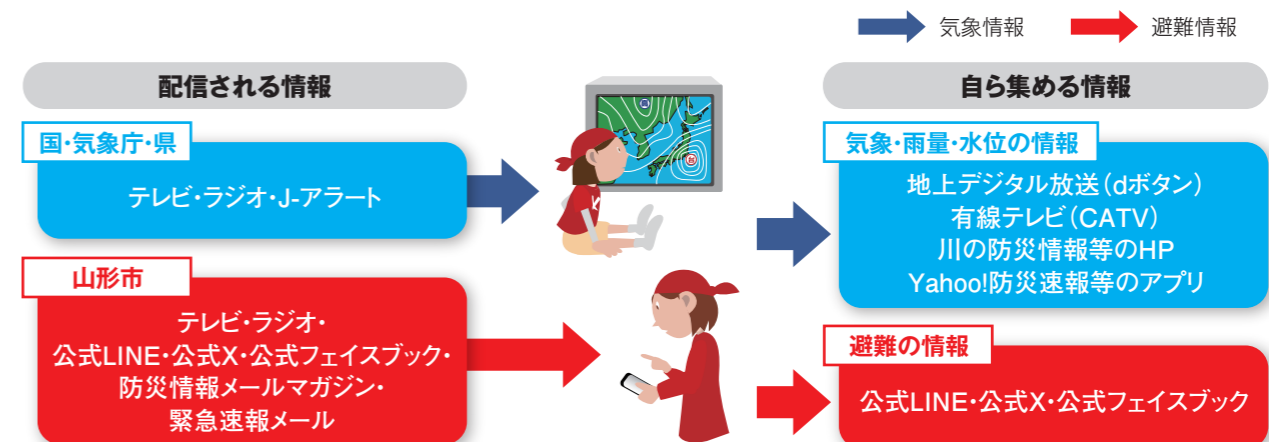 気象情報
避難情報
配信される情報
国・気象庁・県
テレビ・ラジオ・J-アラート
山形市
テレビ・ラジオ・
公式LINE・公式X・公式フェイスブック・
防災情報メールマガジン・
緊急速報メール
自ら集める情報
気象・雨量・水位の情報
地上デジタル放送(dボタン)
有線テレビ(CATV)
川の防災情報等のHP
Yahoo!防災速報等のアプリ
避難の情報
公式LINE・公式X・公式フェイスブック